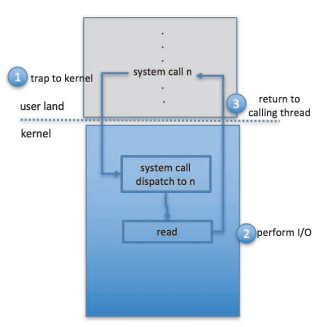 .
.
.
system call n
.
.
1
trap to kernel
3
return to
calling thread
user land
kernel
system call
dispatch to n
read
2
perform I/O